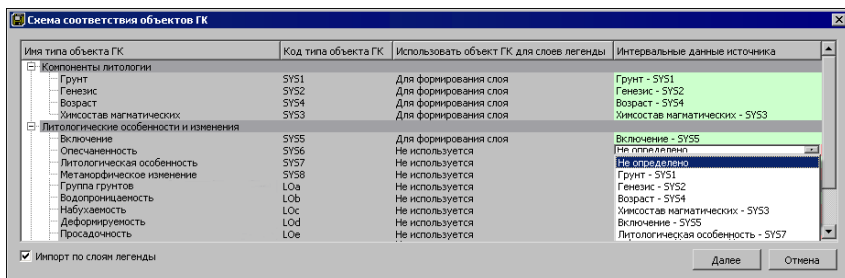 Схема соответствия объектов ГК
Имя типа объекта ГК Код типа объекта ГК Использовать объект ГК для слоев легенды Интервальные данные источника
Компоненты литологии
Грунт SYS1 Для формирования слоя Грунт - SYS1
Генезис SYS2 Для формирования слоя Генезис - SYS2
Возраст SYS4 Для формирования слоя Возраст - SYS4
Химсостав магматических SYS3 Для формирования слоя Химсостав магматических - SYS3
Литологические особенности и изменения
Включение SYS5 Для формирования слоя Включение - SYS5
Опесчаненность SYS6 Не используется Не определено
Литологическая особенность SYS7 Не используется Не определено
Метаморфическое изменение SYS8 Не используется Грунт - SYS1
Группа грунтов LOa Не используется Генезис - SYS2
Водопроницаемость LOb Не используется Возраст - SYS4
Набухаемость LOc Не используется Химсостав магматических - SYS3
Деформируемость LOd Не используется Включение - SYS5
Просадочность LOe Не используется Литологическая особенность - SYS7
Импорт по слоям легенды
Далее Отмена